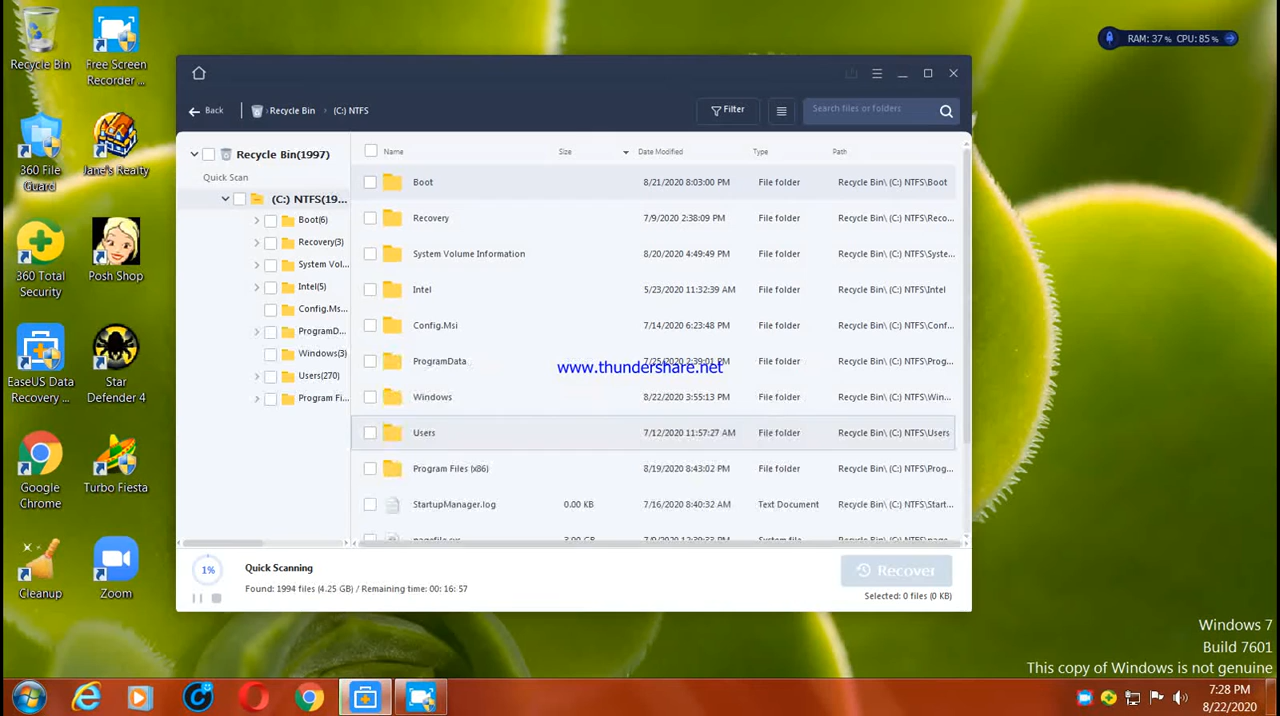 Recycle Bin
Free Screen
Recorder ...
360 File
Guard
Jane's Realty
360 Total
Security
Posh Shop
EaseUS Data
Recovery ...
Star
Defender 4
Google
Chrome
Turbo Fiesta
Cleanup
Zoom
RAM: 37% CPU: 85%
Back
Recycle Bin
(C:) NTFS
Filter
Search files or folders
Recycle Bin(1997)
Quick Scan
(C:) NTFS(19...
Boot(6)
Recovery(3)
System Vol...
Intel(5)
Config.Ms...
ProgramD...
Windows(3)
Users(270)
Program Fi...
Name Size Date Modified Type Path
Boot 8/21/2020 8:03:00 PM File folder Recycle Bin\ (C:) NTFS\Boot
Recovery 7/9/2020 2:38:09 PM File folder Recycle Bin\ (C:) NTFS\Reco...
System Volume Information 8/20/2020 4:49:49 PM File folder Recycle Bin\ (C:) NTFS\Syste...
Intel 5/23/2020 11:32:39 AM File folder Recycle Bin\ (C:) NTFS\Intel
Config.Msi 7/14/2020 6:23:48 PM File folder Recycle Bin\ (C:) NTFS\Conf...
ProgramData 7/25/2020 2:39:01 PM File folder Recycle Bin\ (C:) NTFS\Prog...
www.thundershare.net
Windows 8/22/2020 3:55:13 PM File folder Recycle Bin\ (C:) NTFS\Win...
Users 7/12/2020 11:57:27 AM File folder Recycle Bin\ (C:) NTFS\Users
Program Files (x86) 8/19/2020 8:43:02 PM File folder Recycle Bin\ (C:) NTFS\Prog...
StartupManager.log 0.00 KB 7/16/2020 8:40:32 AM Text Document Recycle Bin\ (C:) NTFS\Start...
1%
Quick Scanning
Found: 1994 files (4.25 GB) / Remaining time: 00: 16: 57
Recover
Selected: 0 files (0 KB)
Windows 7
Build 7601
This copy of Windows is not genuine
7:28 PM
8/22/2020